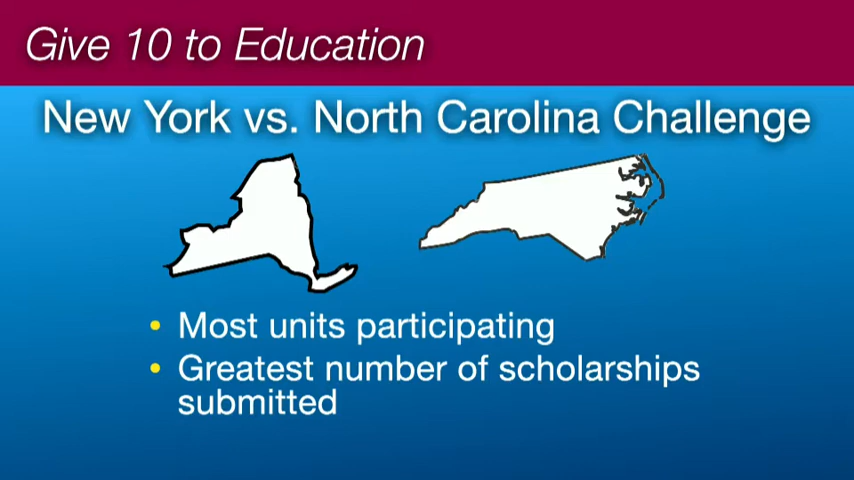 Give 10 to Education
New York vs. North Carolina Challenge
• Most units participating
• Greatest number of scholarships
submitted